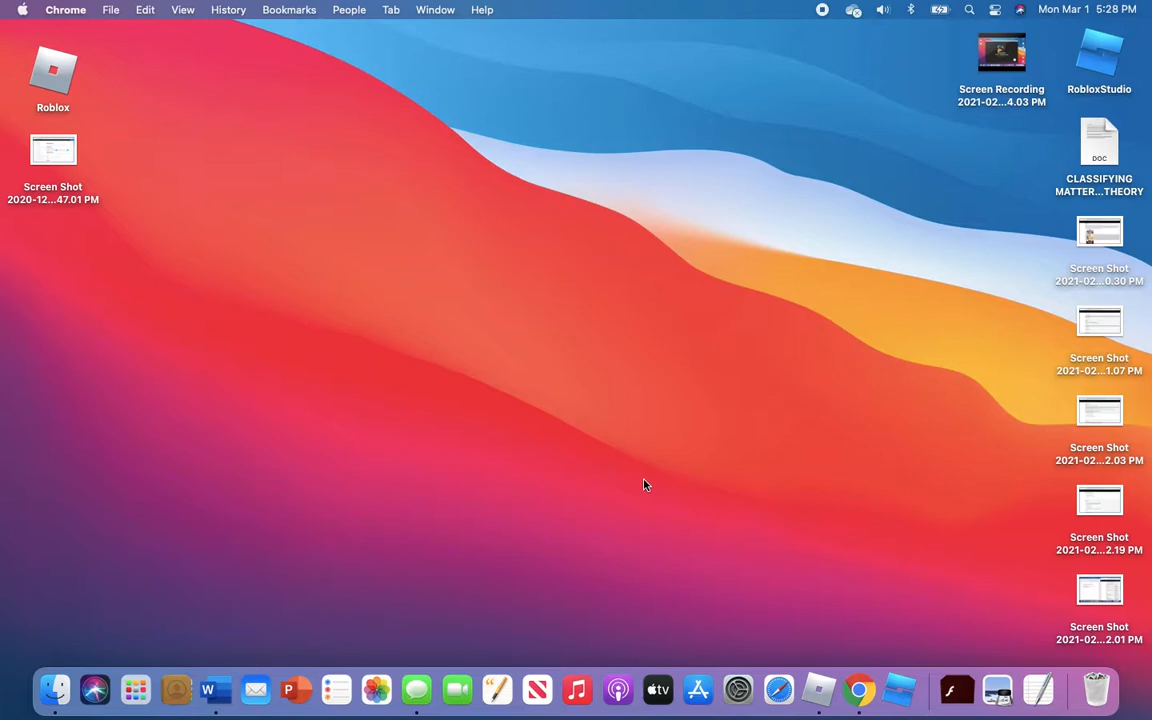 Chrome File Edit View History Bookmarks People Tab Window Help Mon Mar 1 5:28 PM
Roblox
Screen Shot
2020-12...47.01 PM
Screen Recording
2021-02...4.03 PM
RobloxStudio
DOC
CLASSIFYING
MATTER...THEORY
Screen Shot
2021-02...0.30 PM
Screen Shot
2021-02...1.07 PM
Screen Shot
2021-02...2.03 PM
Screen Shot
2021-02...2.19 PM
Screen Shot
2021-02...2.01 PM
W
P
tv